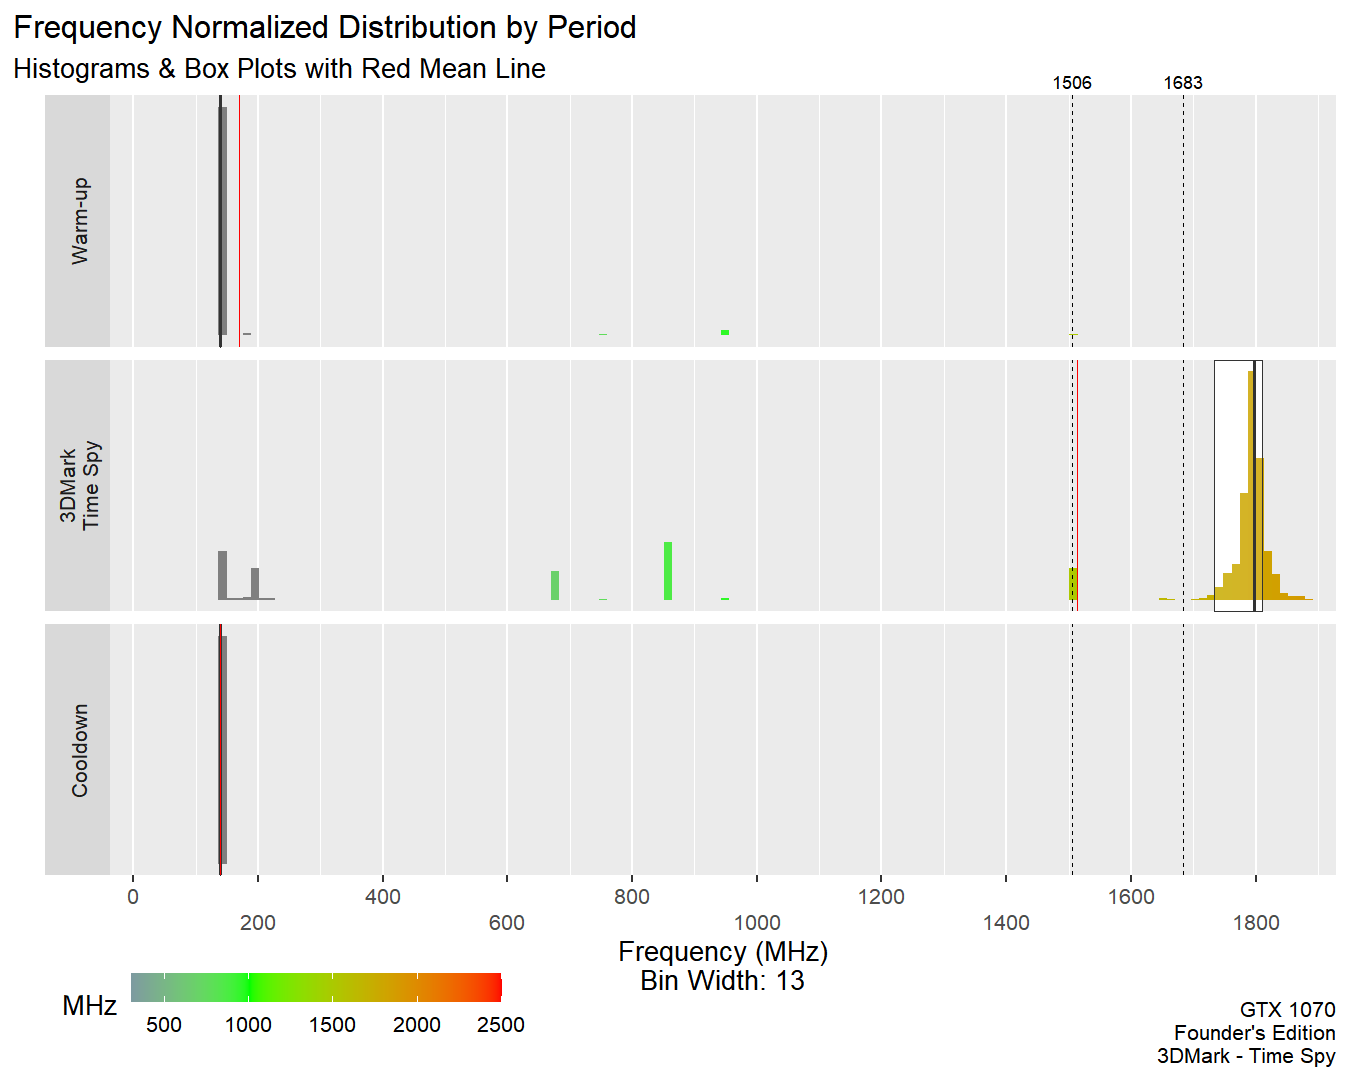 Frequency Normalized Distribution by Period
Histograms & Box Plots with Red Mean Line
1506 1683
Warm-up
3DMark
Time Spy
Cooldown
0 400 800 1200 1600
200 600 1000 1400 1800
Frequency (MHz)
Bin Width: 13
MHz
500 1000 1500 2000 2500
GTX 1070
Founder's Edition
3DMark - Time Spy